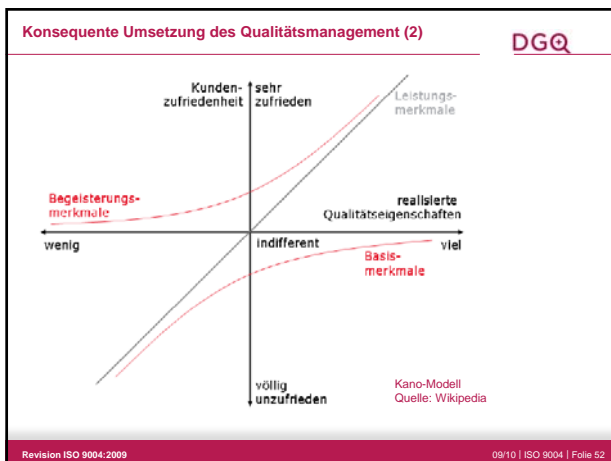 Konsequente Umsetzung des Qualitätsmanagement (2)
DGQ
Kunden-
zufriedenheit
sehr
zufrieden
Leistungs-
merkmale
Begeisterungs-
merkmale
realisierte
Qualitätseigenschaften
wenig
indifferent
viel
Basis-
merkmale
völlig
unzufrieden
Kano-Modell
Quelle: Wikipedia
Revision ISO 9004:2009
09/10 | ISO 9004 | Folie 52